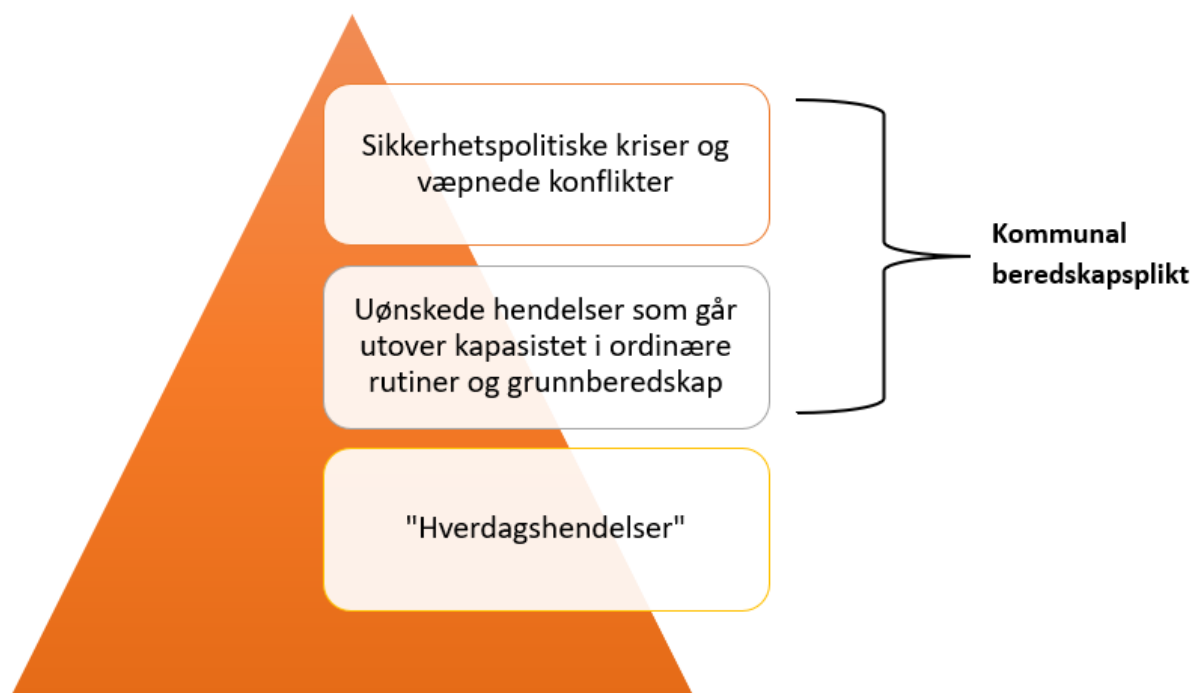 Sikkerhetspolitiske kriser og
væpnede konflikter
Uønskede hendelser som går
utover kapasistet i ordinære
rutiner og grunnberedskap
"Hverdagshendelser"
Kommunal
beredskapsplikt